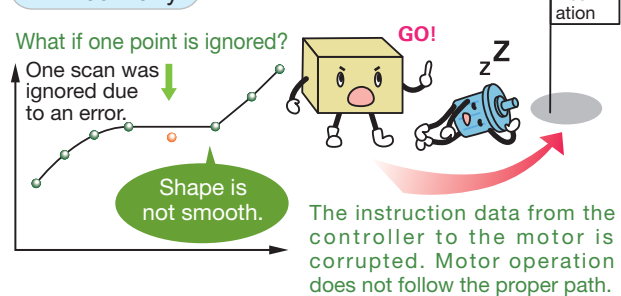 ation
What if one point is ignored?
One scan was
ignored due
to an error.
GO!
z Z
Shape is
not smooth.
The instruction data from the
controller to the motor is
corrupted. Motor operation
does not follow the proper path.